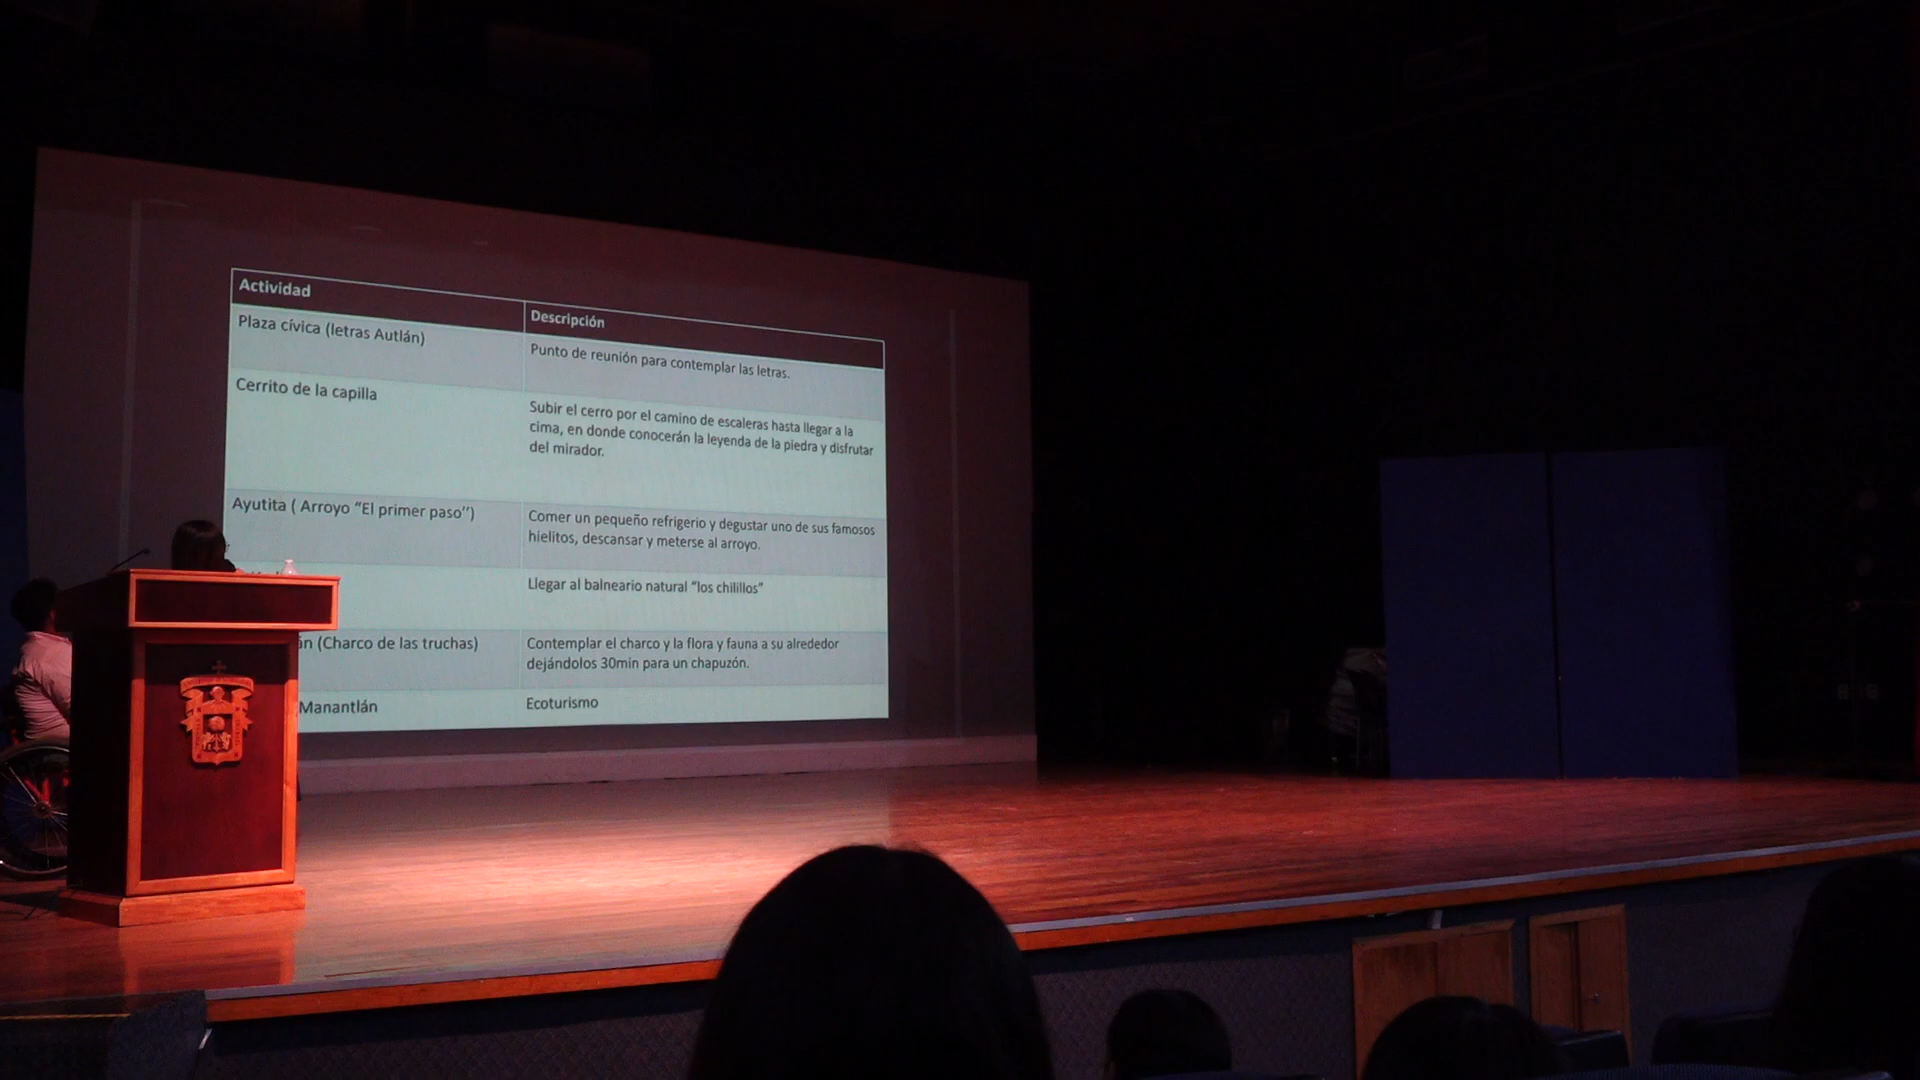 Actividad
Descripción
Plaza cívica (letras Autlán)
Punto de reunión para contemplar las letras.
Cerrito de la capilla
Subir el cerro por el camino de escaleras hasta llegar a la
cima, en donde conocerán la leyenda de la piedra y disfrutar
del mirador.
Ayutita ( Arroyo “El primer paso”)
Comer un pequeño refrigerio y degustar uno de sus famosos
hielitos, descansar y meterse al arroyo.
Llegar al balneario natural “los chilillos”
(Charco de las truchas)
Contemplar el charco y la flora y fauna a su alrededor
dejándolos 30min para un chapuzón.
Manantlán
Ecoturismo